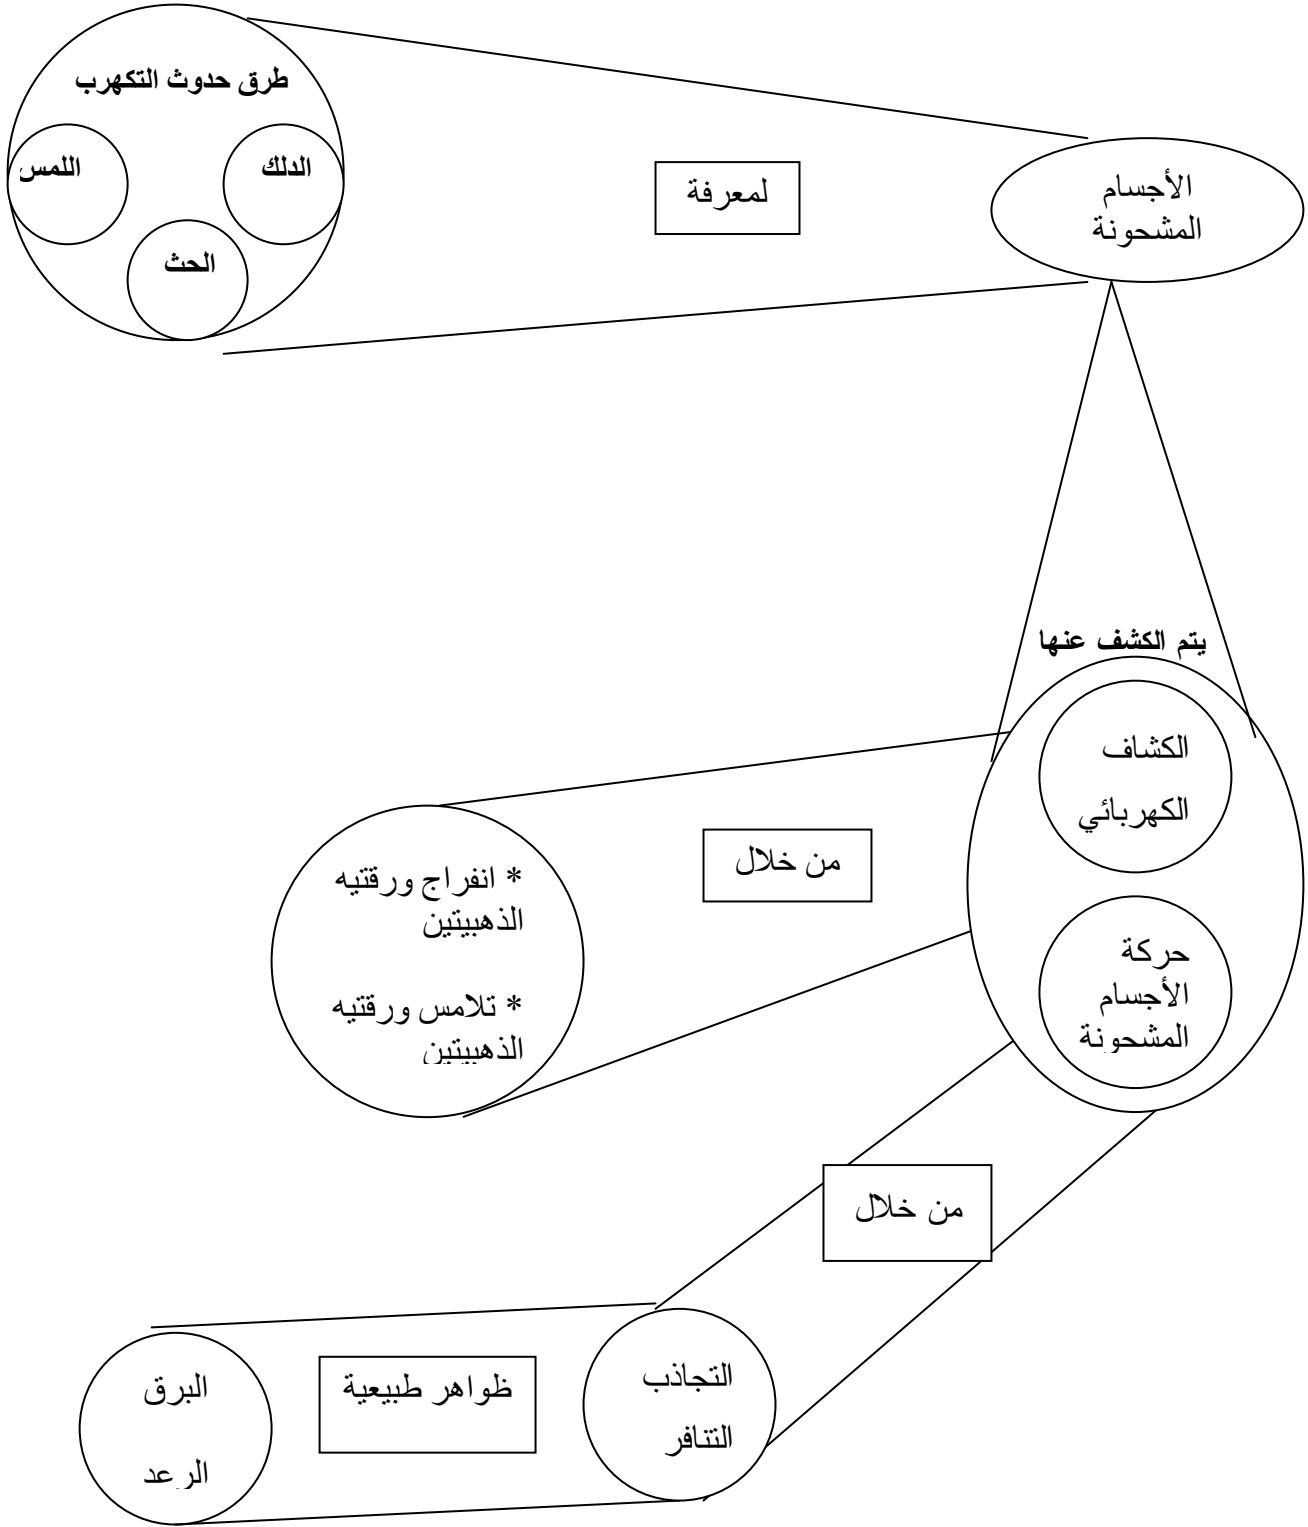 طرق حدوث التكهرب
الدلك
اللمس
الحث
لمعرفة
الأجسام
المشحونة
يتم الكشف عنها
الكشاف
الكهربائي
حركة
الأجسام
المشحونة
من خلال
* انفراج ورقتيه
الذهبيتين
* تلامس ورقتيه
الذهبيتين
من خلال
التجاذب
التنافر
ظواهر طبيعية
البرق
الرعد